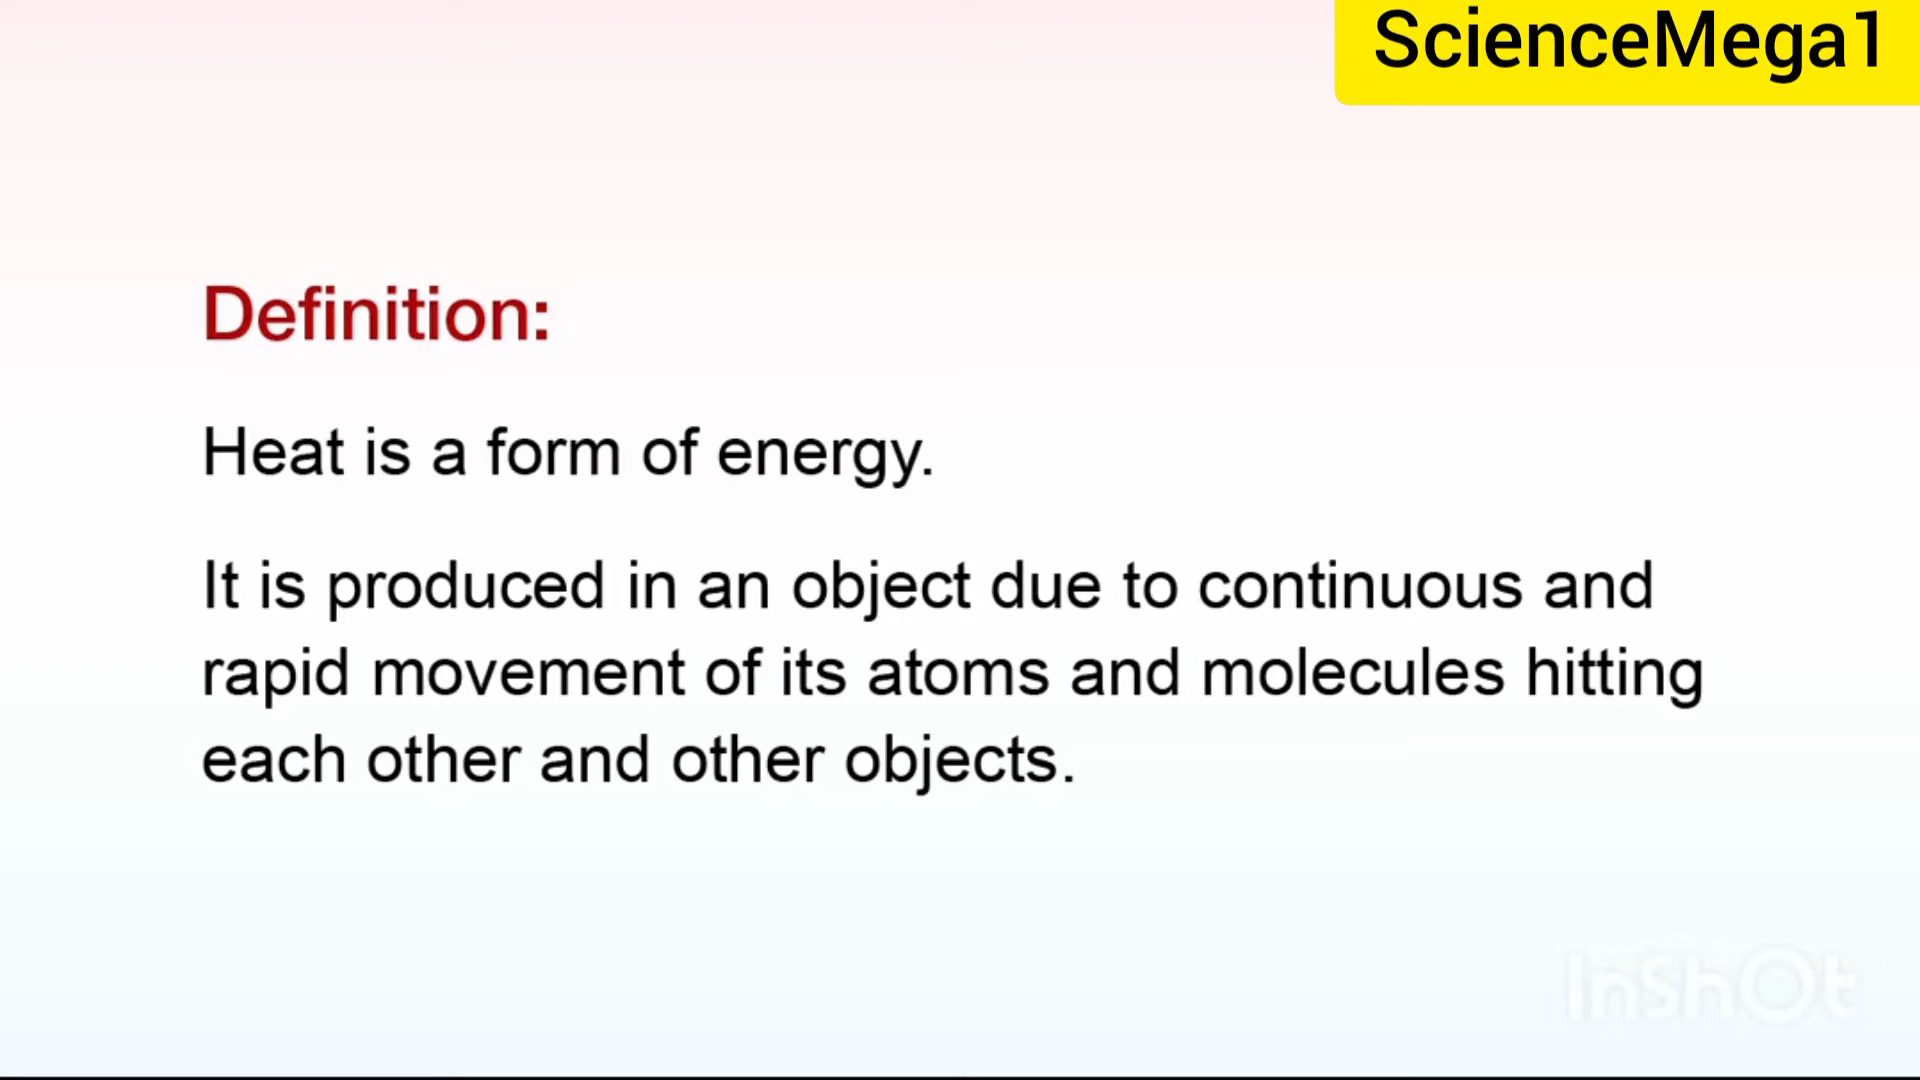 ScienceMega1
Definition:
Heat is a form of energy.
It is produced in an object due to continuous and
rapid movement of its atoms and molecules hitting
each other and other objects.
InShOt